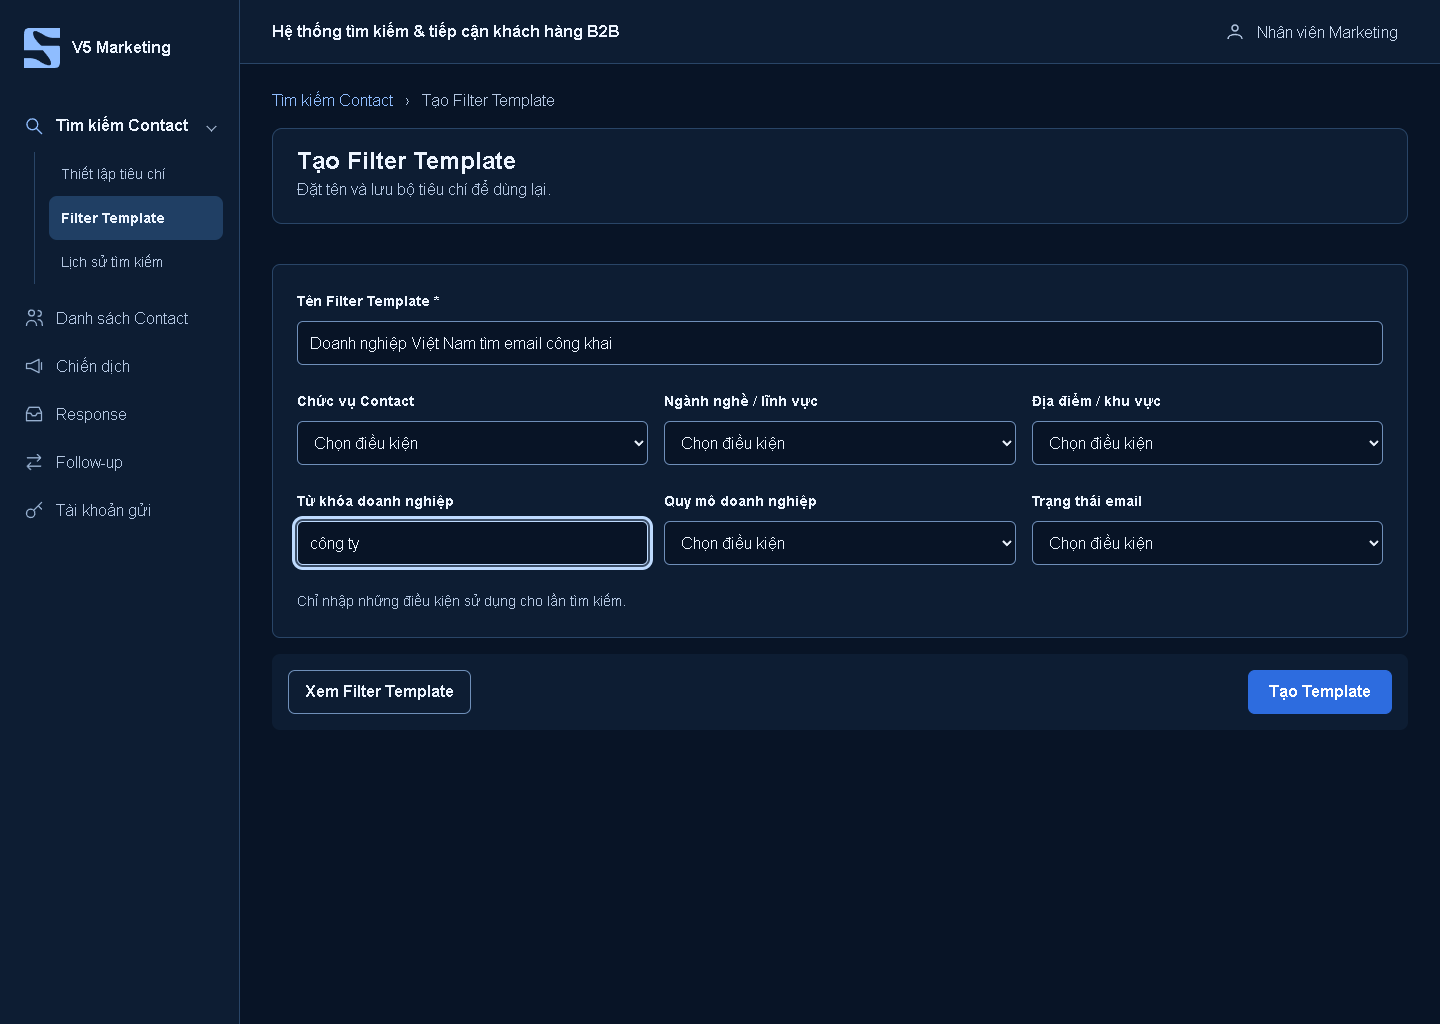 V5 Marketing
Hệ thống tìm kiếm & tiếp cận khách hàng B2B
Nhân viên Marketing
Tìm kiếm Contact
Thiết lập tiêu chí
Filter Template
Lịch sử tìm kiếm
Danh sách Contact
Chiến dịch
Response
Follow-up
Tài khoản gửi
Tìm kiếm Contact › Tạo Filter Template
Tạo Filter Template
Đặt tên và lưu bộ tiêu chí để dùng lại.
Tên Filter Template *
Doanh nghiệp Việt Nam tìm email công khai
Chức vụ Contact
Ngành nghề / lĩnh vực
Địa điểm / khu vực
Chọn điều kiện
Chọn điều kiện
Chọn điều kiện
Từ khóa doanh nghiệp
Quy mô doanh nghiệp
Trạng thái email
công ty
Chọn điều kiện
Chọn điều kiện
Chỉ nhập những điều kiện sử dụng cho lần tìm kiếm.
Xem Filter Template
Tạo Template